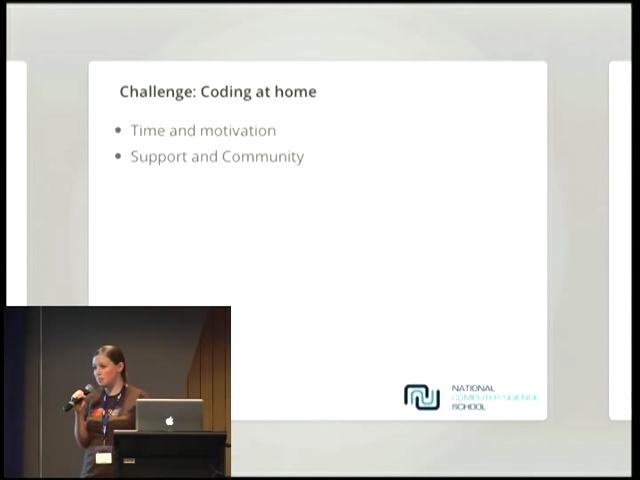 Challenge: Coding at home
• Time and motivation
• Support and Community
NATIONAL
COMPUTER SCIENCE
SCHOOL